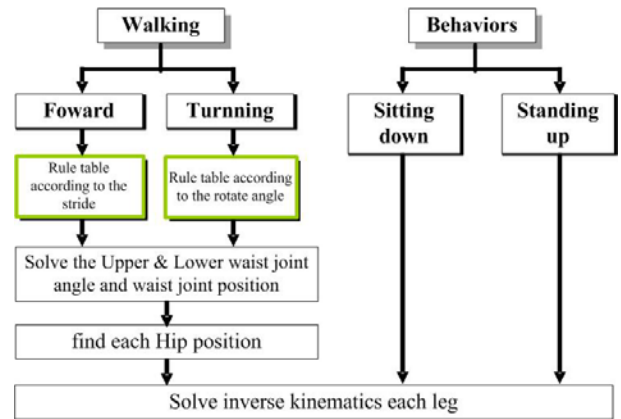 Walking
Behaviors
Foward
Turnning
Sitting
down
Standing
up
Rule table
according to the
stride
Rule table according
to the rotate angle
Solve the Upper & Lower waist joint
angle and waist joint position
find each Hip position
Solve inverse kinematics each leg